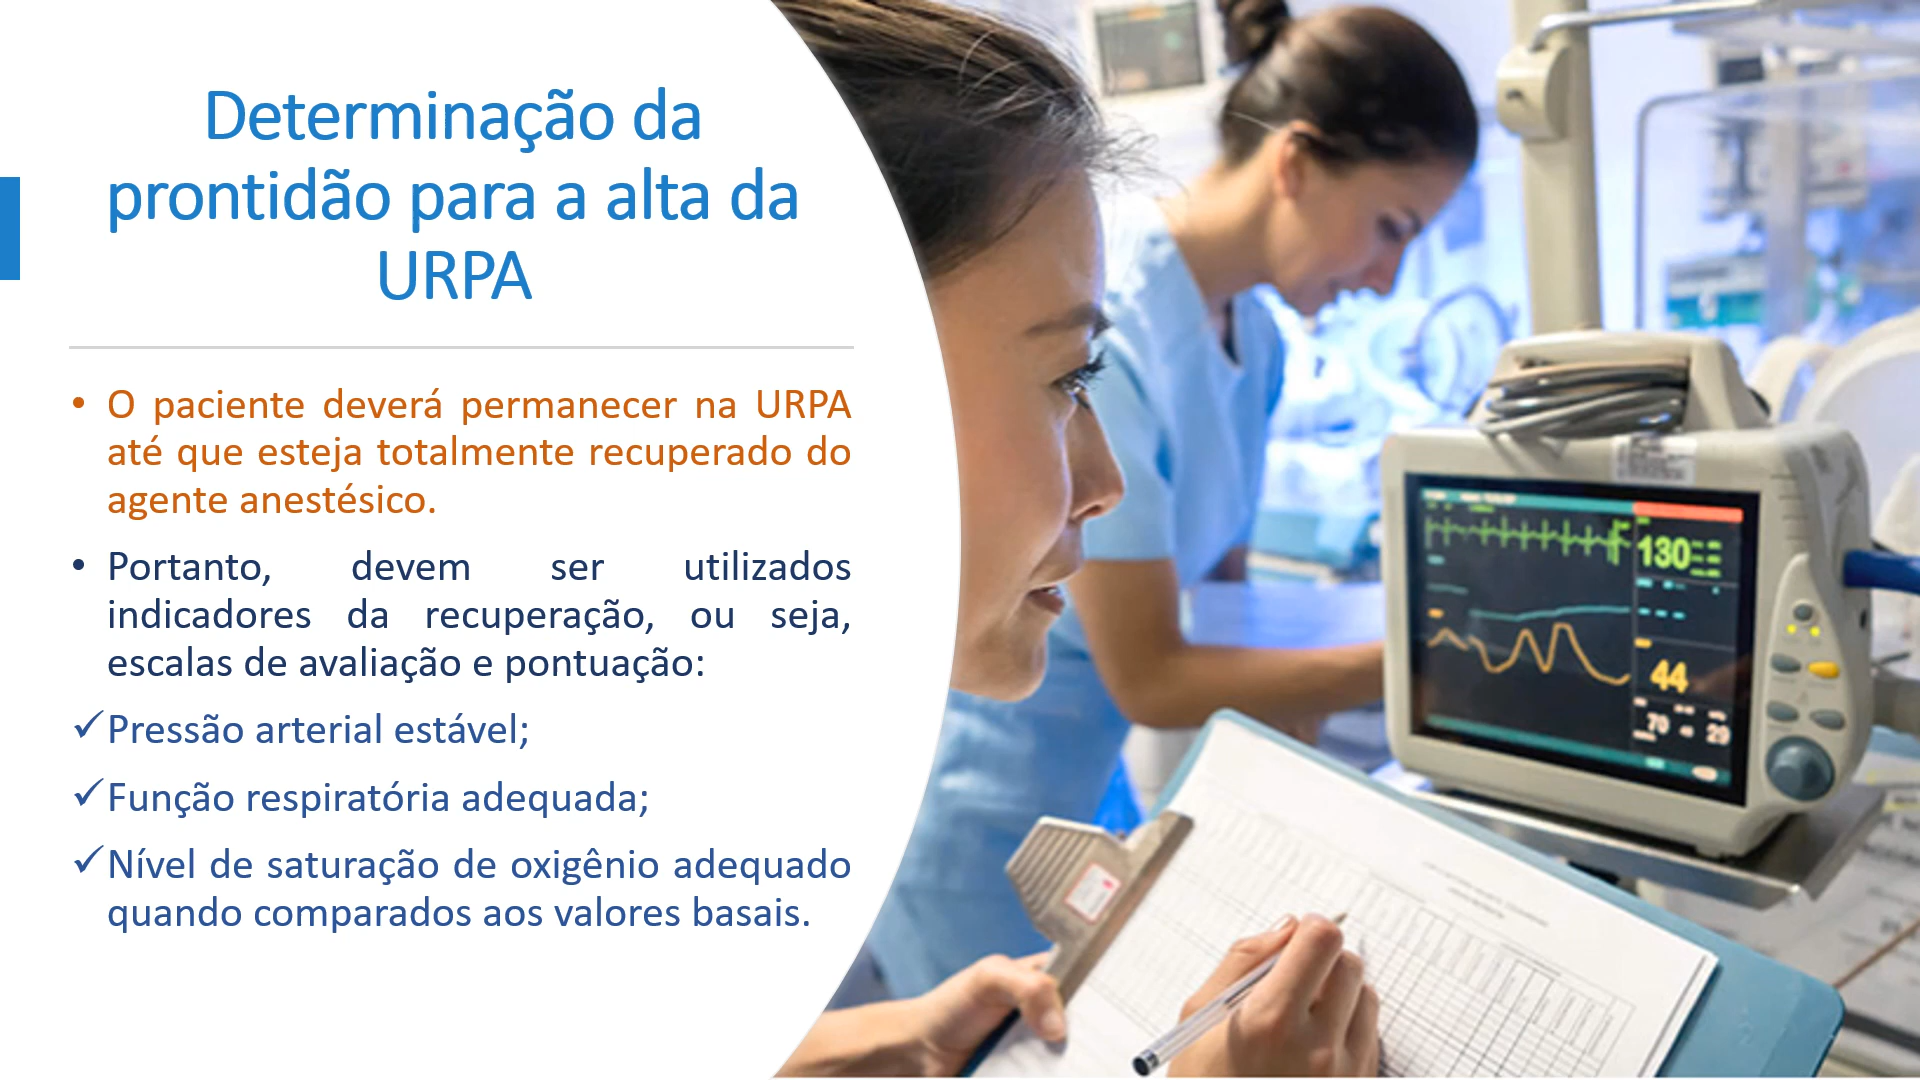 Determinação da
prontidão para a alta da
URPA
• O paciente deverá permanecer na URPA
até que esteja totalmente recuperado do
agente anestésico.
• Portanto, devem ser utilizados
indicadores da recuperação, ou seja,
escalas de avaliação e pontuação:
✓Pressão arterial estável;
✓Função respiratória adequada;
✓Nível de saturação de oxigênio adequado
quando comparados aos valores basais.
130
44
70
29